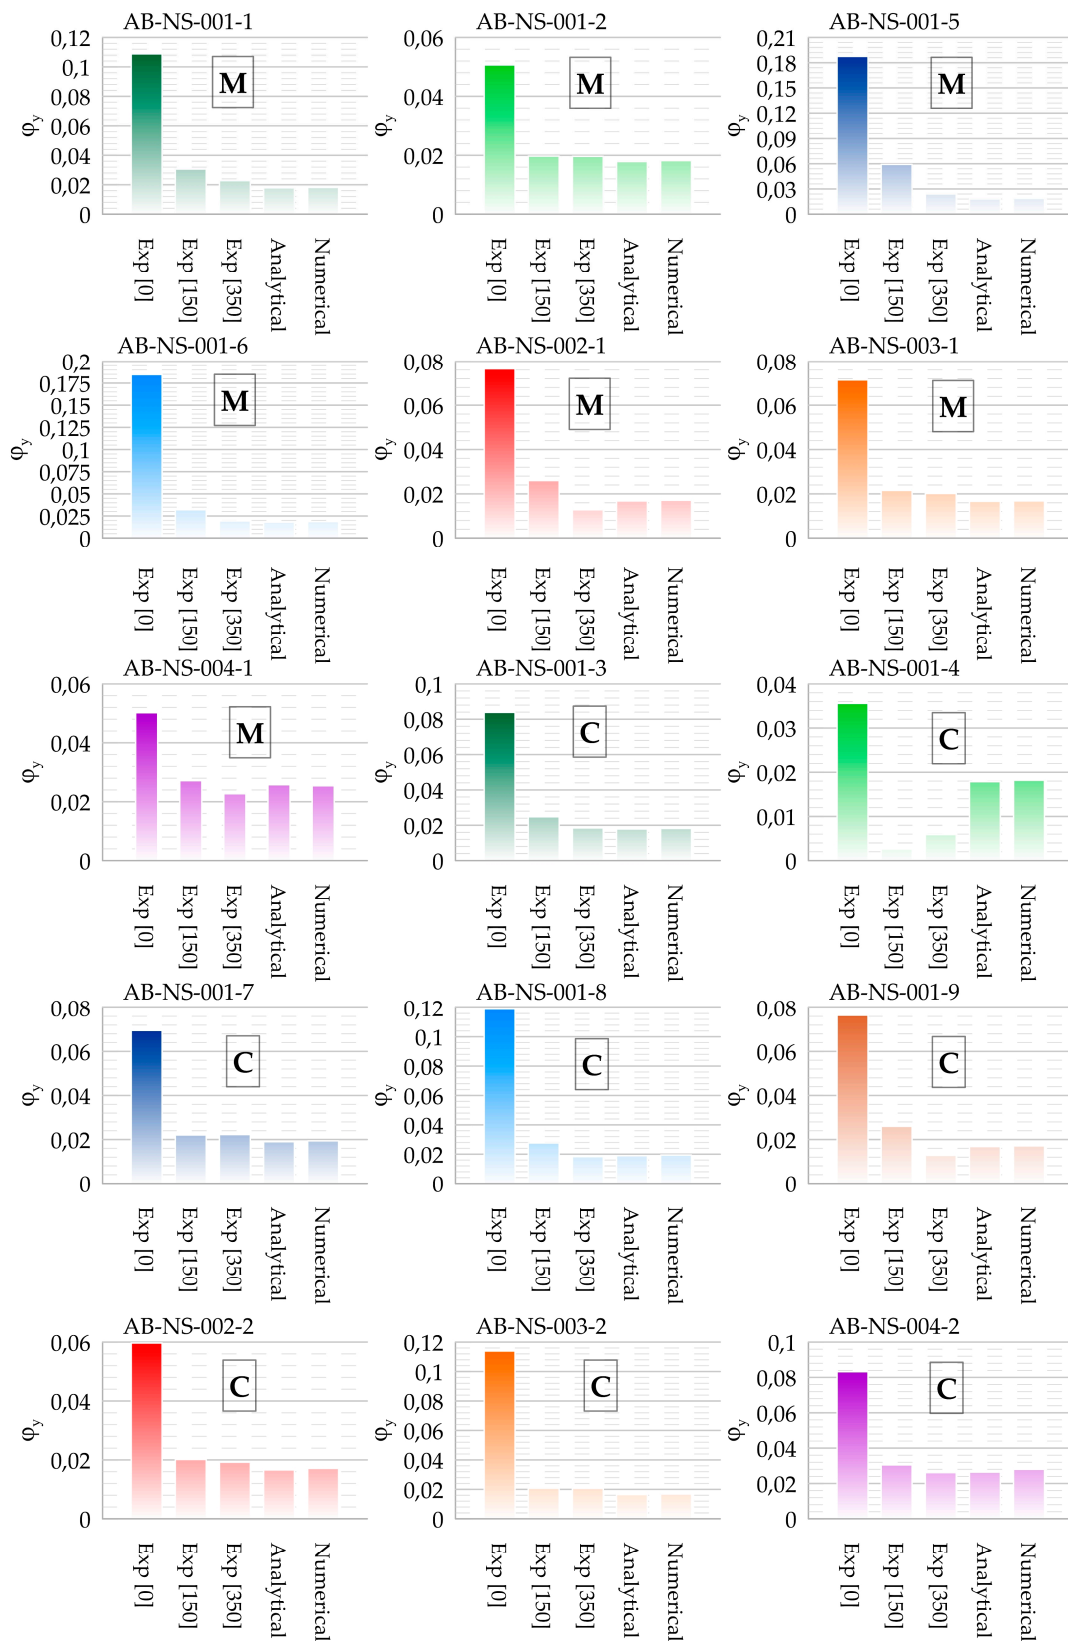 AB-NS-001-1
0,12
0,1
0,08
0,06
0,04
0,02
0
φy
M
Exp [0]
Exp [150]
Exp [350]
Analytical
Numerical
AB-NS-001-2
0,06
0,04
0,02
0
φy
M
Exp [0]
Exp [150]
Exp [350]
Analytical
Numerical
AB-NS-001-5
0,21
0,18
0,15
0,12
0,09
0,06
0,03
0
φy
M
Exp [0]
Exp [150]
Exp [350]
Analytical
Numerical
AB-NS-001-6
0,2
0,175
0,15
0,125
0,1
0,075
0,05
0,025
0
φy
M
Exp [0]
Exp [150]
Exp [350]
Analytical
Numerical
AB-NS-002-1
0,08
0,06
0,04
0,02
0
φy
M
Exp [0]
Exp [150]
Exp [350]
Analytical
Numerical
AB-NS-003-1
0,08
0,06
0,04
0,02
0
φy
M
Exp [0]
Exp [150]
Exp [350]
Analytical
Numerical
AB-NS-004-1
0,06
0,04
0,02
0
φy
M
Exp [0]
Exp [150]
Exp [350]
Analytical
Numerical
AB-NS-001-3
0,1
0,08
0,06
0,04
0,02
0
φy
C
Exp [0]
Exp [150]
Exp [350]
Analytical
Numerical
AB-NS-001-4
0,04
0,03
0,02
0,01
0
φy
C
Exp [0]
Exp [150]
Exp [350]
Analytical
Numerical
AB-NS-001-7
0,08
0,06
0,04
0,02
0
φy
C
Exp [0]
Exp [150]
Exp [350]
Analytical
Numerical
AB-NS-001-8
0,12
0,1
0,08
0,06
0,04
0,02
0
φy
C
Exp [0]
Exp [150]
Exp [350]
Analytical
Numerical
AB-NS-001-9
0,08
0,06
0,04
0,02
0
φy
C
Exp [0]
Exp [150]
Exp [350]
Analytical
Numerical
AB-NS-002-2
0,06
0,04
0,02
0
φy
C
Exp [0]
Exp [150]
Exp [350]
Analytical
Numerical
AB-NS-003-2
0,12
0,1
0,08
0,06
0,04
0,02
0
φy
C
Exp [0]
Exp [150]
Exp [350]
Analytical
Numerical
AB-NS-004-2
0,1
0,08
0,06
0,04
0,02
0
φy
C
Exp [0]
Exp [150]
Exp [350]
Analytical
Numerical